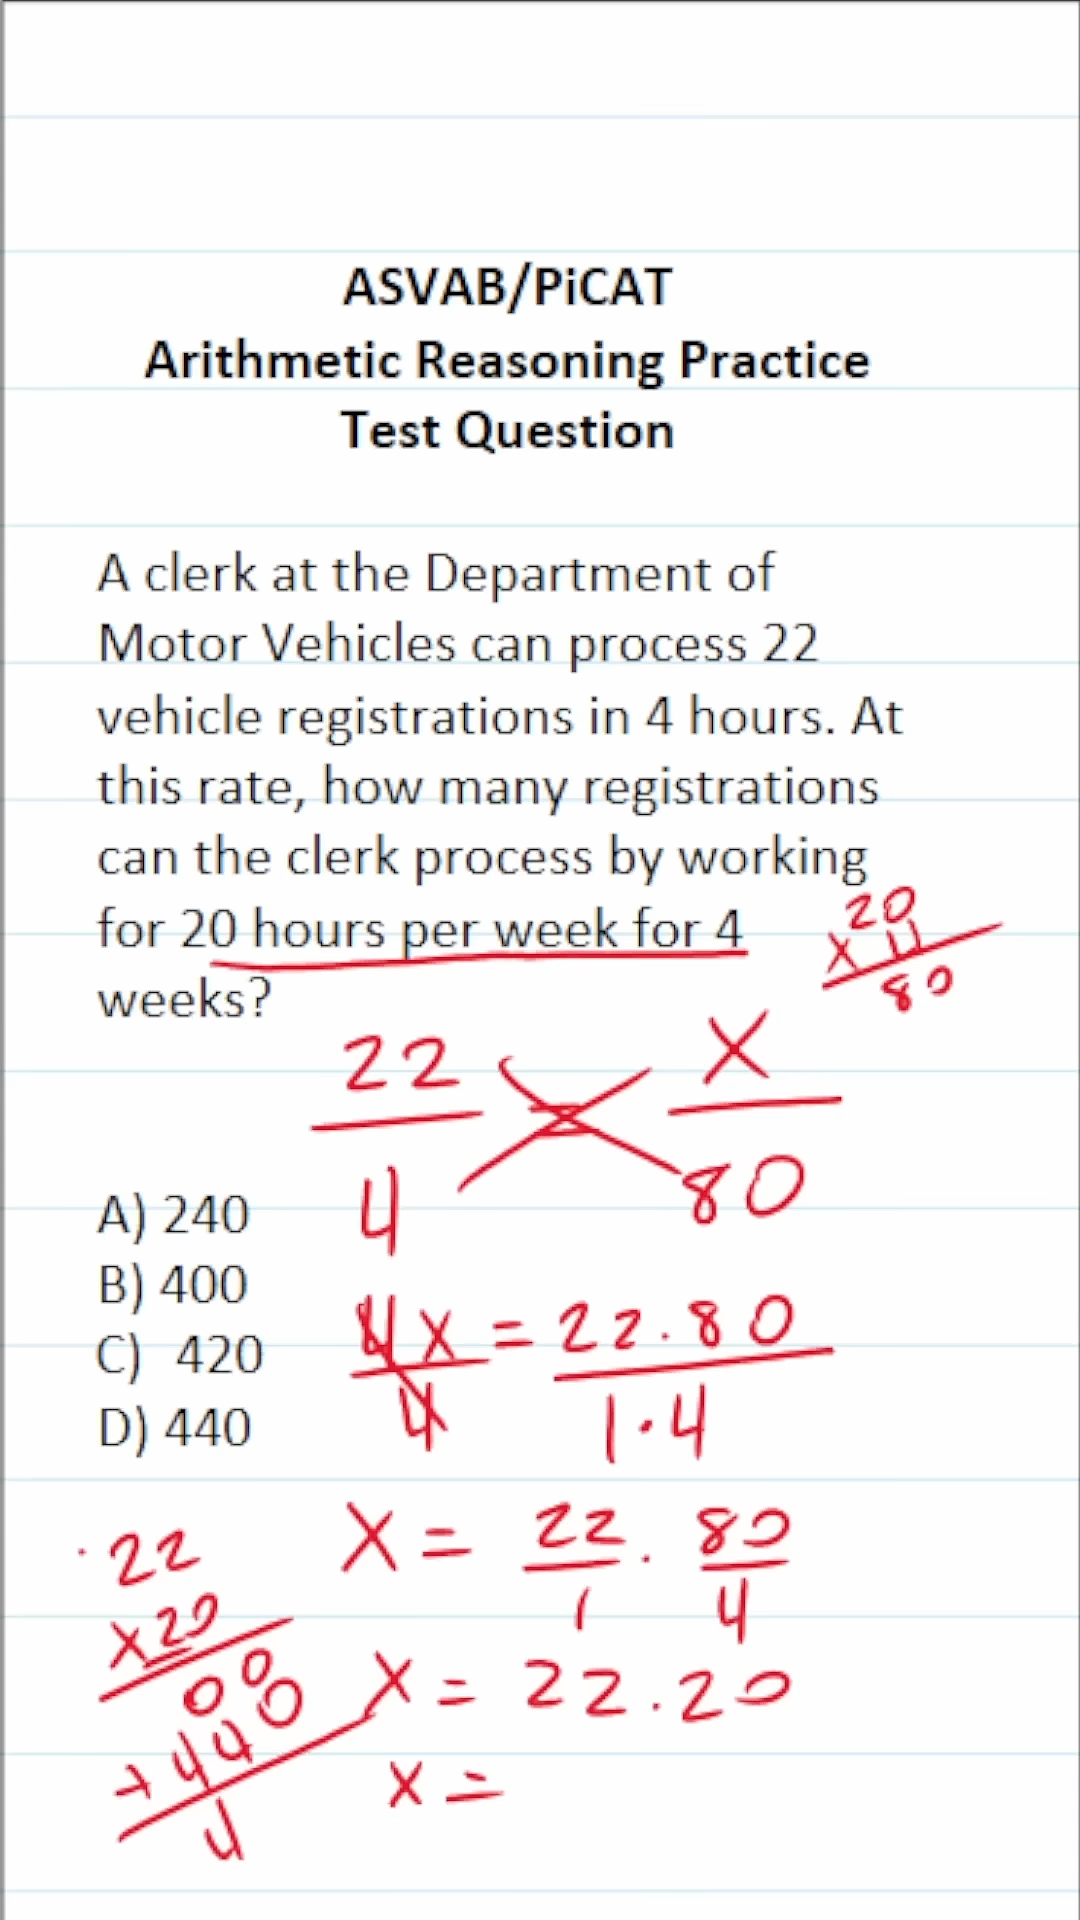 ASVAB/PiCAT
Arithmetic Reasoning Practice
Test Question
A clerk at the Department of
Motor Vehicles can process 22
vehicle registrations in 4 hours. At
this rate, how many registrations
can the clerk process by working
for 20 hours per week for 4
weeks?
20
x 4
80
22 = x
4 80
A) 240
B) 400
C) 420
D) 440
4x = 22.80
4 1.4
x = 22 . 80
1 4
x = 22.20
x =
22
x20
00
+ 440
4